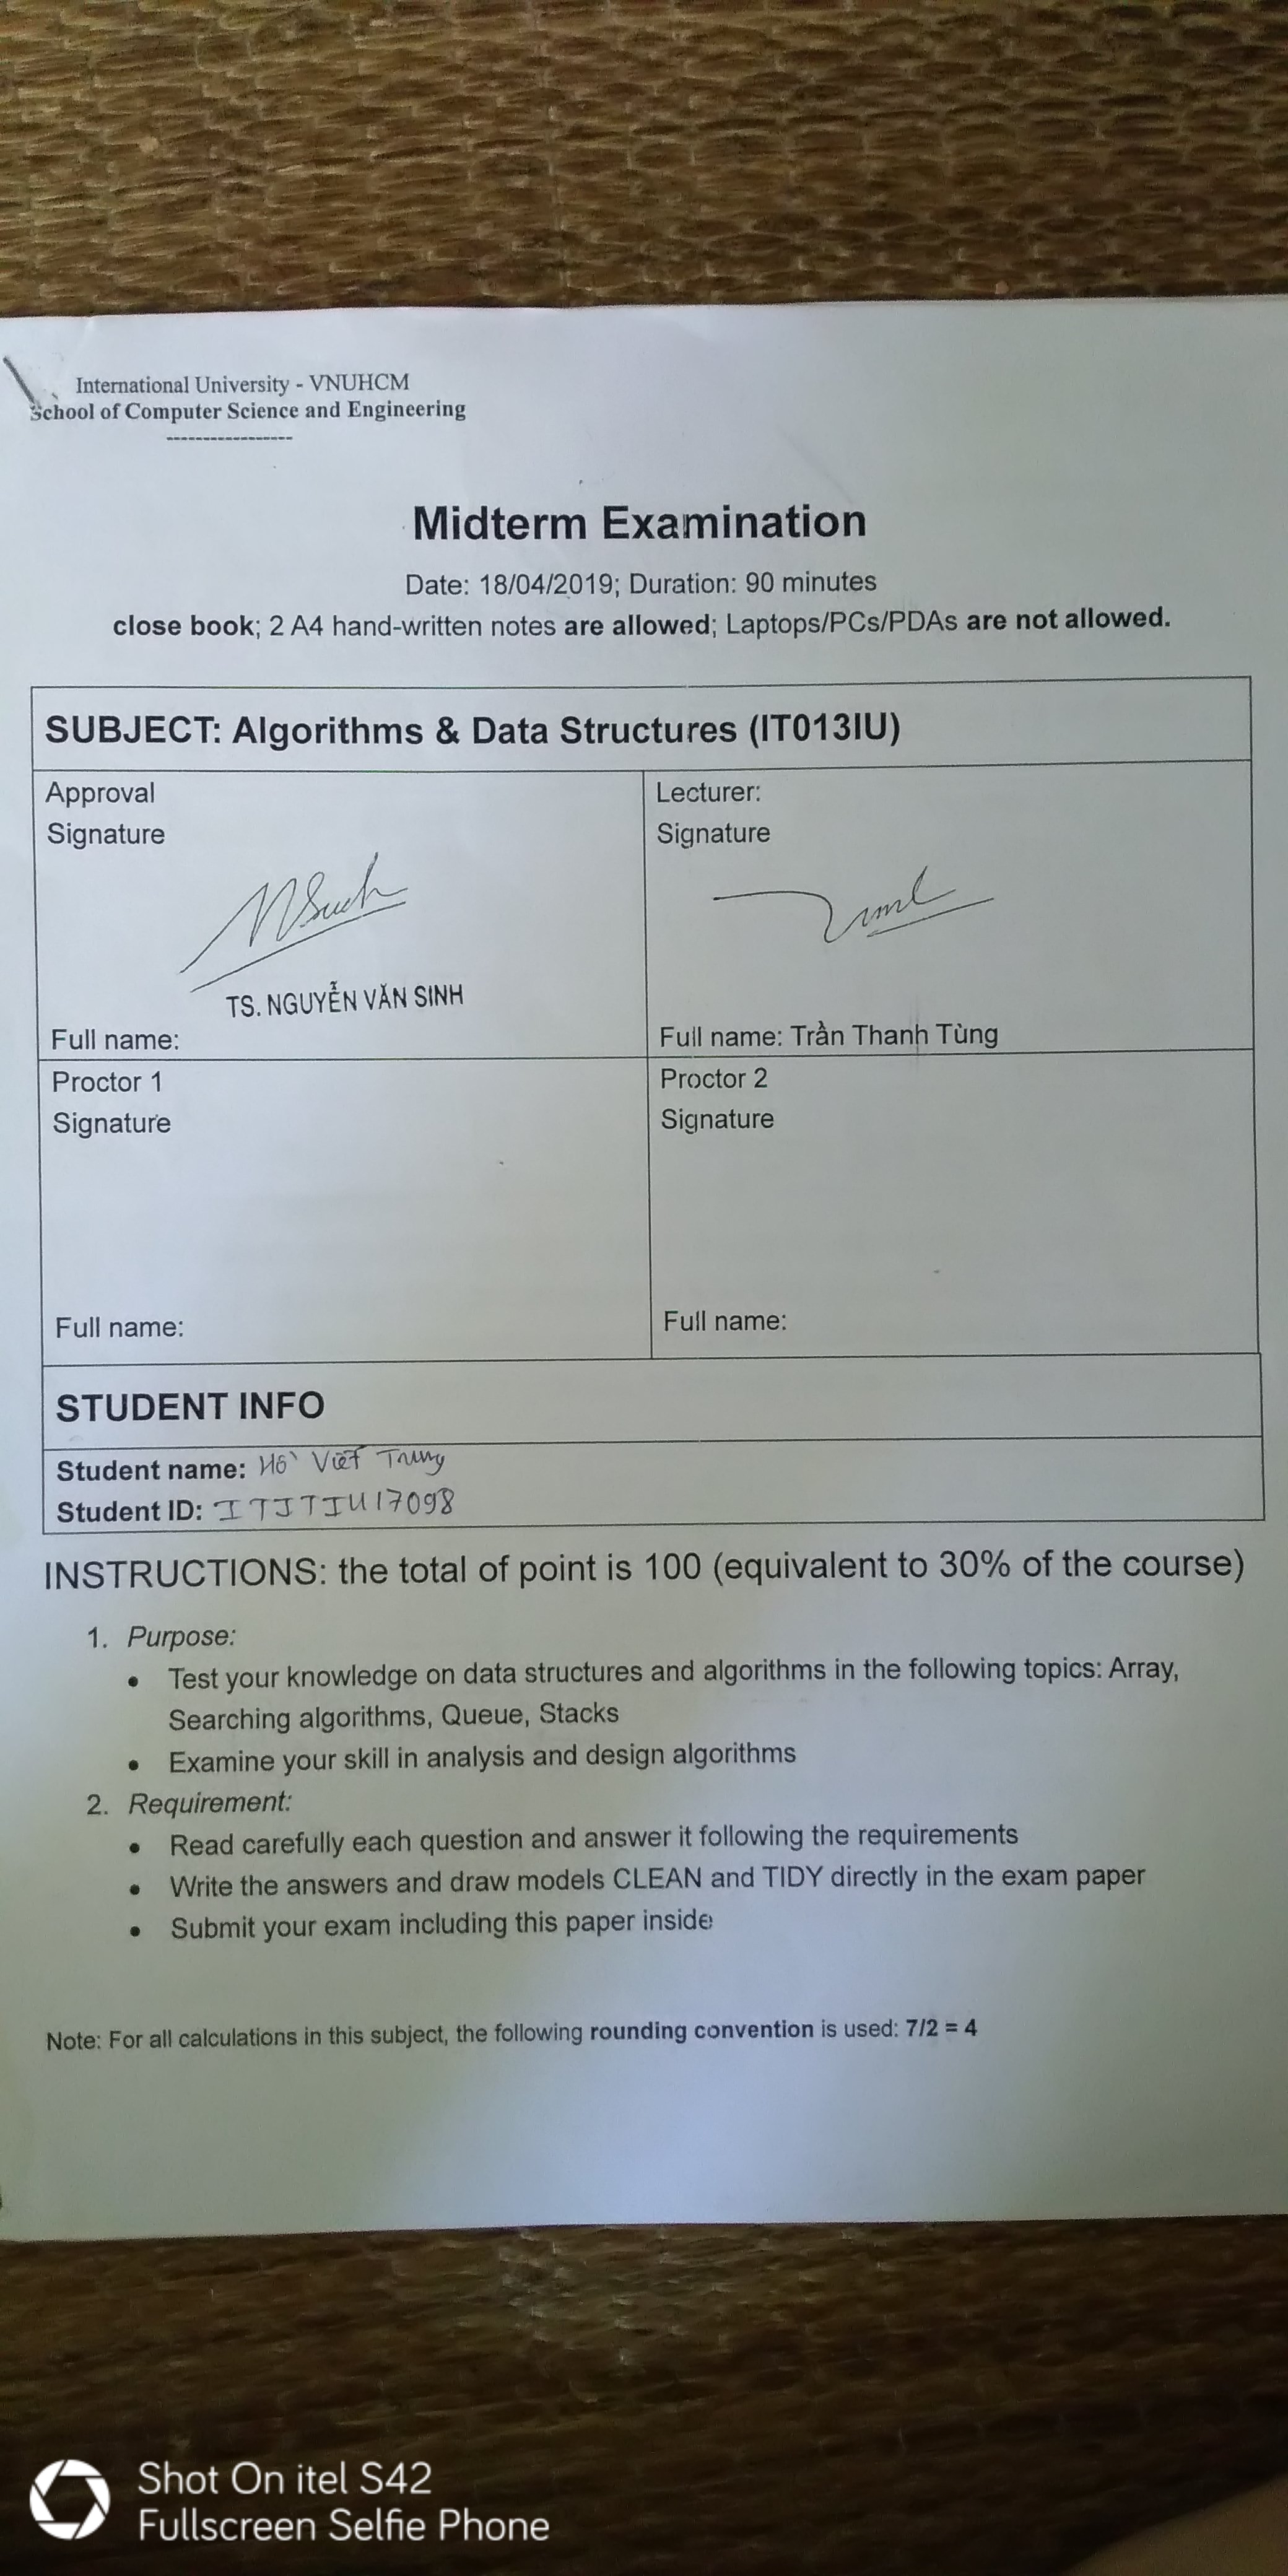 International University - VNUHCM
School of Computer Science and Engineering
-----------------
Midterm Examination
Date: 18/04/2019; Duration: 90 minutes
close book; 2 A4 hand-written notes are allowed; Laptops/PCs/PDAs are not allowed.
SUBJECT: Algorithms & Data Structures (IT013IU)
Approval
Signature
TS. NGUYỄN VĂN SINH
Full name:
Lecturer:
Signature
Full name: Trần Thanh Tùng
Proctor 1
Signature
Full name:
Proctor 2
Signature
Full name:
STUDENT INFO
Student name: Hồ Việt Trung
Student ID: ITITIU17098
INSTRUCTIONS: the total of point is 100 (equivalent to 30% of the course)
1. Purpose:
• Test your knowledge on data structures and algorithms in the following topics: Array,
Searching algorithms, Queue, Stacks
• Examine your skill in analysis and design algorithms
2. Requirement:
• Read carefully each question and answer it following the requirements
• Write the answers and draw models CLEAN and TIDY directly in the exam paper
• Submit your exam including this paper inside
Note: For all calculations in this subject, the following rounding convention is used: 7/2 = 4
Shot On itel S42
Fullscreen Selfie Phone